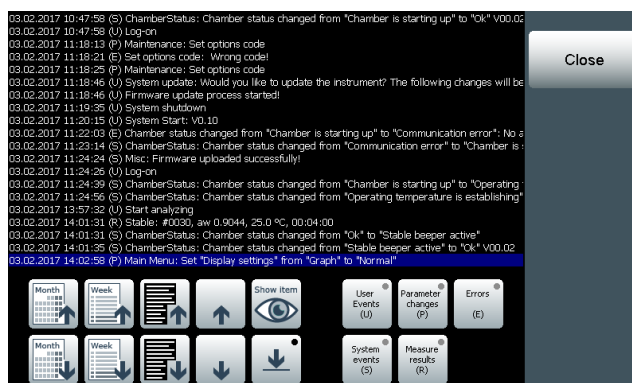 03.02.2017 10:47:58 (S) ChamberStatus: Chamber status changed from "Chamber is starting up" to "Ok" V00.02
03.02.2017 10:47:58 (U) Log-on
03.02.2017 11:18:13 (P) Maintenance: Set options code
03.02.2017 11:18:21 (E) Set options code: Wrong code!
03.02.2017 11:18:25 (P) Maintenance: Set options code
03.02.2017 11:18:46 (U) System update: Would you like to update the instrument? The following changes will be
03.02.2017 11:18:46 (U) Firmware update process started!
03.02.2017 11:19:35 (U) System shutdown
03.02.2017 11:20:15 (U) System Start: V0.10
03.02.2017 11:22:03 (E) Chamber status changed from "Chamber is starting up" to "Communication error": No a
03.02.2017 11:23:14 (S) ChamberStatus: Chamber status changed from "Communication error" to "Chamber is
03.02.2017 11:24:24 (S) Misc: Firmware uploaded successfully!
03.02.2017 11:24:26 (U) Log-on
03.02.2017 11:24:39 (S) ChamberStatus: Chamber status changed from "Chamber is starting up" to "Operating
03.02.2017 11:24:56 (S) ChamberStatus: Chamber status changed from "Operating temperature is establishing"
03.02.2017 13:57:32 (U) Start analyzing
03.02.2017 14:01:31 (R) Stable: #0030, aw 0.9044, 25.0 ºC, 00:04:00
03.02.2017 14:01:31 (S) ChamberStatus: Chamber status changed from "Ok" to "Stable beeper active"
03.02.2017 14:01:35 (S) ChamberStatus: Chamber status changed from "Stable beeper active" to "Ok" V00.02
03.02.2017 14:02:58 (P) Main Menu: Set "Display settings" from "Graph" to "Normal"
Close
Month
Week
Show item
User
Events
(U)
Parameter
changes
(P)
Errors
(E)
Month
Week
System
events
(S)
Measure
results
(R)